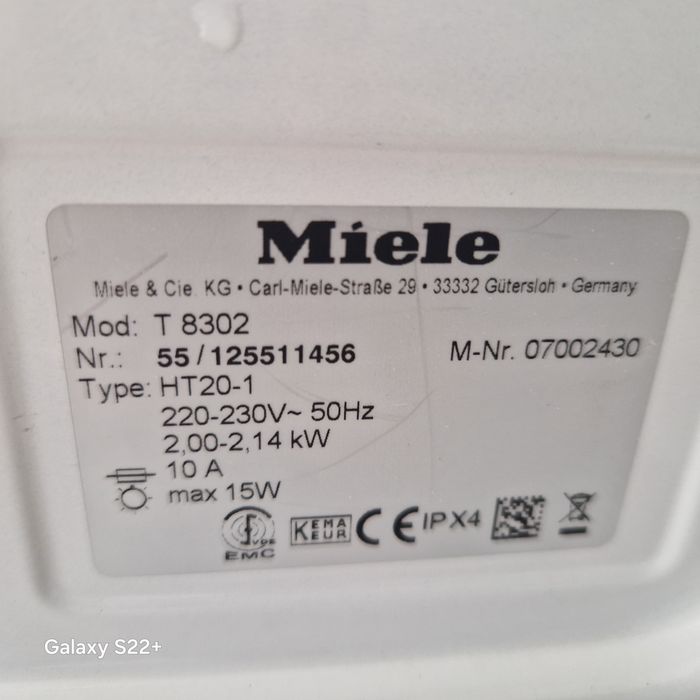 Miele
Miele & Cie. KG • Carl-Miele-Straße 29 • 33332 Gütersloh • Germany
Mod: T 8302
Nr.: 55 / 125511456 M-Nr. 07002430
Type: HT20-1
220-230V~ 50Hz
2,00-2,14 kW
10 A
max 15W
VDE
EMC
KEMA
KEUR
CE IPX4
Galaxy S22+